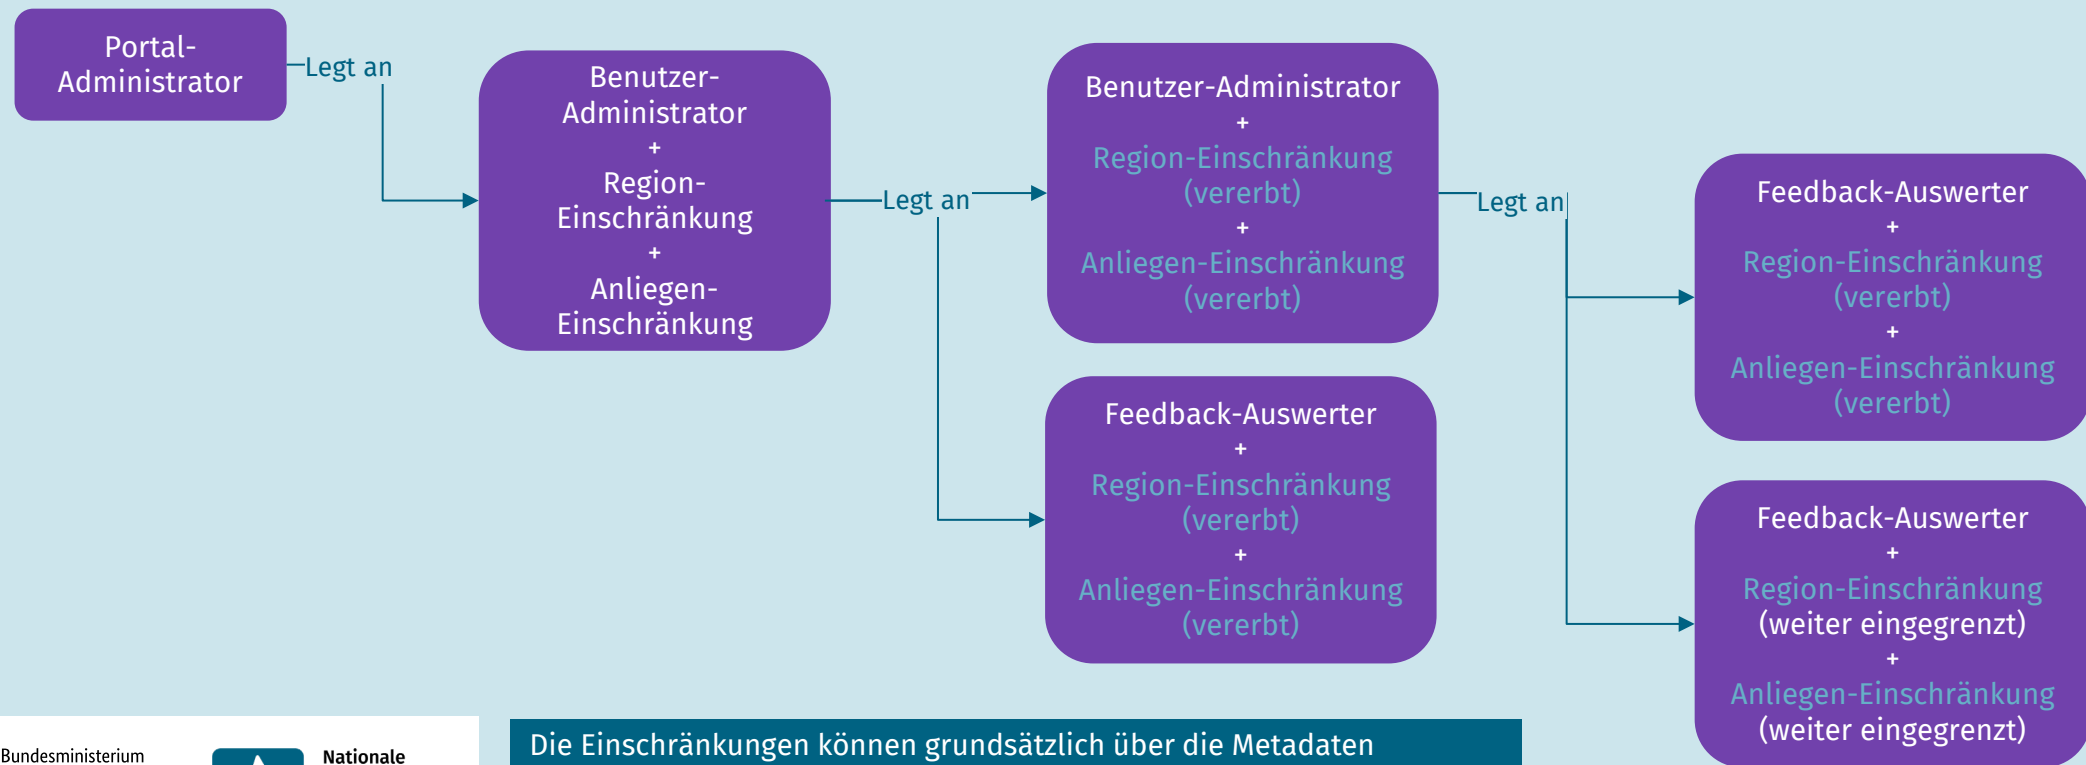 Portal-
Administrator
Legt an
Benutzer-
Administrator
+
Region-
Einschränkung
+
Anliegen-
Einschränkung
Legt an
Benutzer-Administrator
+
Region-Einschränkung
(vererbt)
+
Anliegen-Einschränkung
(vererbt)
Feedback-Auswerter
+
Region-Einschränkung
(vererbt)
+
Anliegen-Einschränkung
(vererbt)
Legt an
Feedback-Auswerter
+
Region-Einschränkung
(vererbt)
+
Anliegen-Einschränkung
(vererbt)
Feedback-Auswerter
+
Region-Einschränkung
(weiter eingegrenzt)
+
Anliegen-Einschränkung
(weiter eingegrenzt)
Bundesministerium
Nationale
Die Einschränkungen können grundsätzlich über die Metadaten